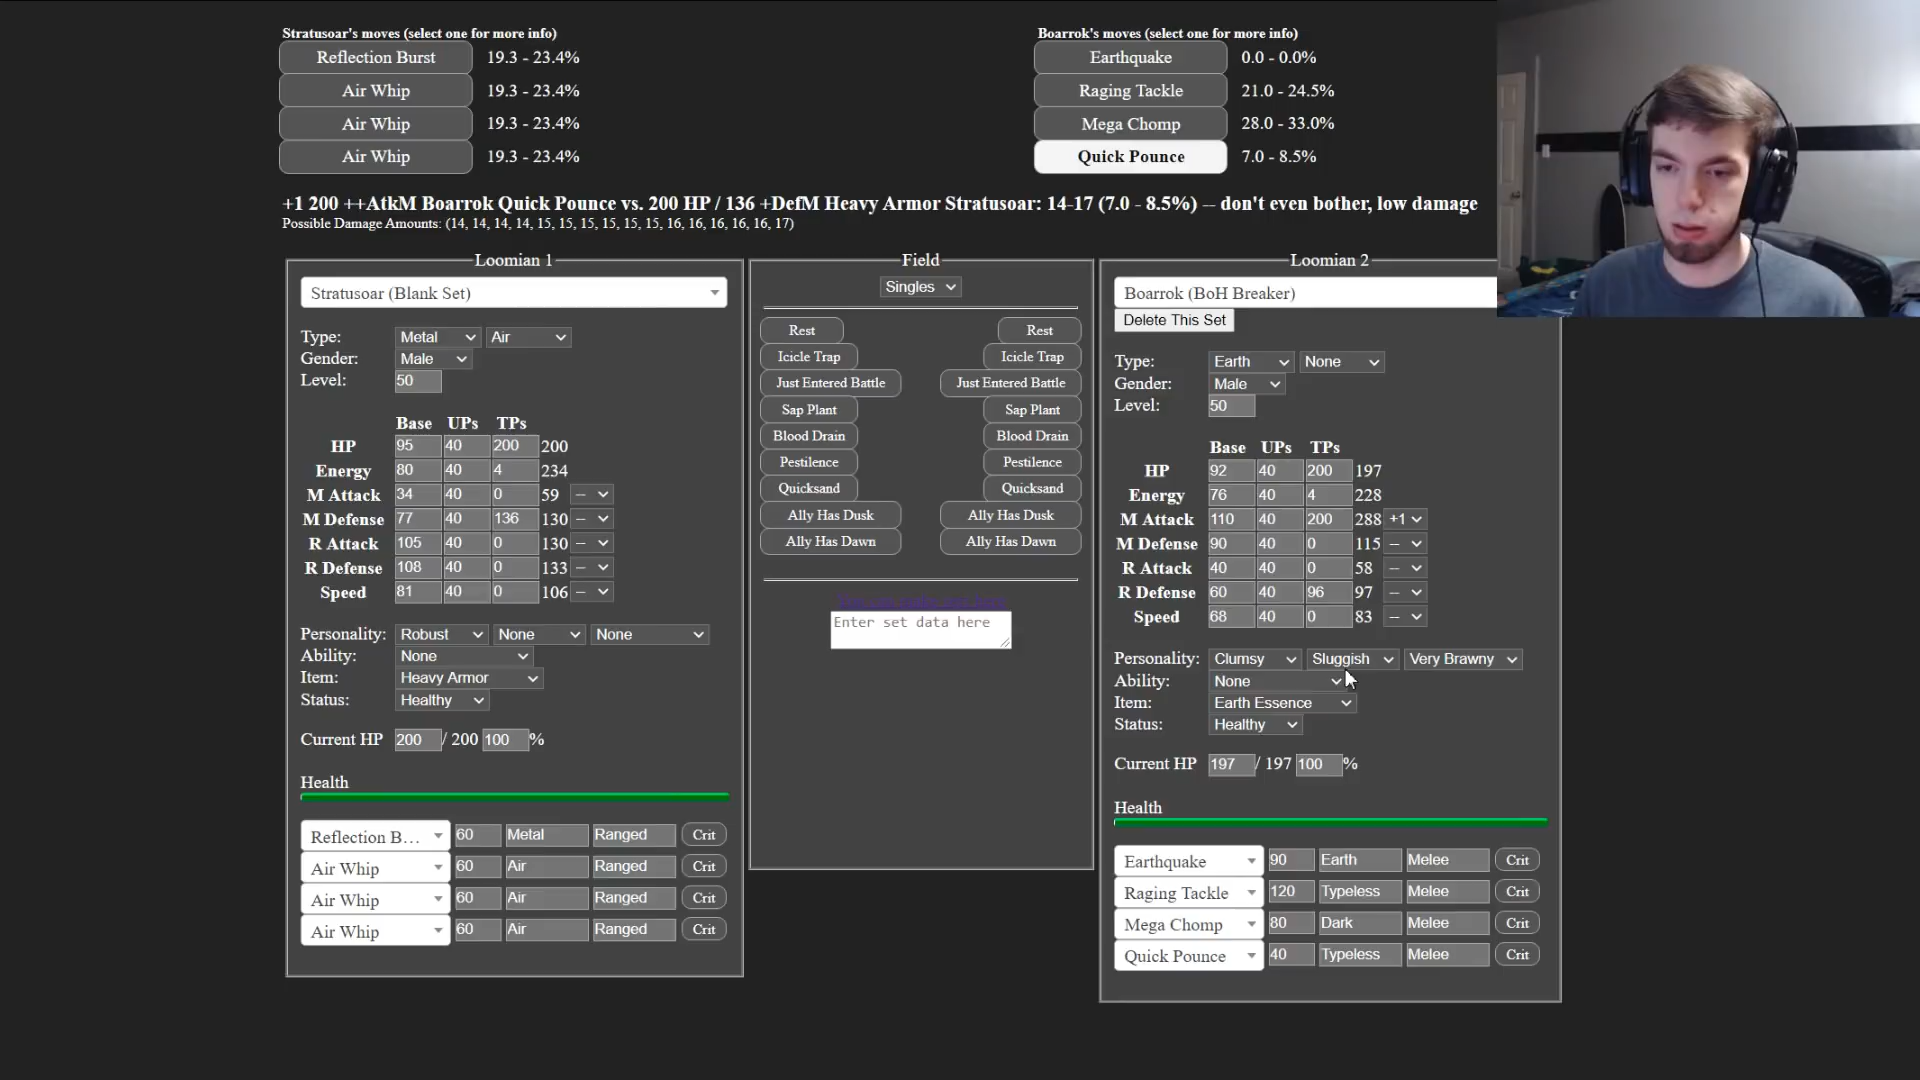 Stratusoar's moves (select one for more info)
Reflection Burst 19.3 - 23.4%
Air Whip 19.3 - 23.4%
Air Whip 19.3 - 23.4%
Air Whip 19.3 - 23.4%
Boarrok's moves (select one for more info)
Earthquake 0.0 - 0.0%
Raging Tackle 21.0 - 24.5%
Mega Chomp 28.0 - 33.0%
Quick Pounce 7.0 - 8.5%
+1 200 ++AtkM Boarrok Quick Pounce vs. 200 HP / 136 +DefM Heavy Armor Stratusoar: 14-17 (7.0 - 8.5%) -- don't even bother, low damage
Possible Damage Amounts: (14, 14, 14, 14, 15, 15, 15, 15, 15, 15, 16, 16, 16, 16, 16, 17)
Loomian 1
Stratusoar (Blank Set)
Type: Metal Air
Gender: Male
Level: 50
Base UPs TPs
HP 95 40 200 200
Energy 80 40 4 234
M Attack 34 40 0 59 --
M Defense 77 40 136 130 --
R Attack 105 40 0 130 --
R Defense 108 40 0 133 --
Speed 81 40 0 106 --
Personality: Robust None None
Ability: None
Item: Heavy Armor
Status: Healthy
Current HP 200 / 200 100 %
Health
Reflection B... 60 Metal Ranged Crit
Air Whip 60 Air Ranged Crit
Air Whip 60 Air Ranged Crit
Air Whip 60 Air Ranged Crit
Field
Singles
Rest Rest
Icicle Trap Icicle Trap
Just Entered Battle Just Entered Battle
Sap Plant Sap Plant
Blood Drain Blood Drain
Pestilence Pestilence
Quicksand Quicksand
Ally Has Dusk Ally Has Dusk
Ally Has Dawn Ally Has Dawn
Enter set data here
Loomian 2
Boarrok (BoH Breaker)
Delete This Set
Type: Earth None
Gender: Male
Level: 50
Base UPs TPs
HP 92 40 200 197
Energy 76 40 4 228
M Attack 110 40 200 288 +1
M Defense 90 40 0 115 --
R Attack 40 40 0 58 --
R Defense 60 40 96 97 --
Speed 68 40 0 83 --
Personality: Clumsy Sluggish Very Brawny
Ability: None
Item: Earth Essence
Status: Healthy
Current HP 197 / 197 100 %
Health
Earthquake 90 Earth Melee Crit
Raging Tackle 120 Typeless Melee Crit
Mega Chomp 80 Dark Melee Crit
Quick Pounce 40 Typeless Melee Crit